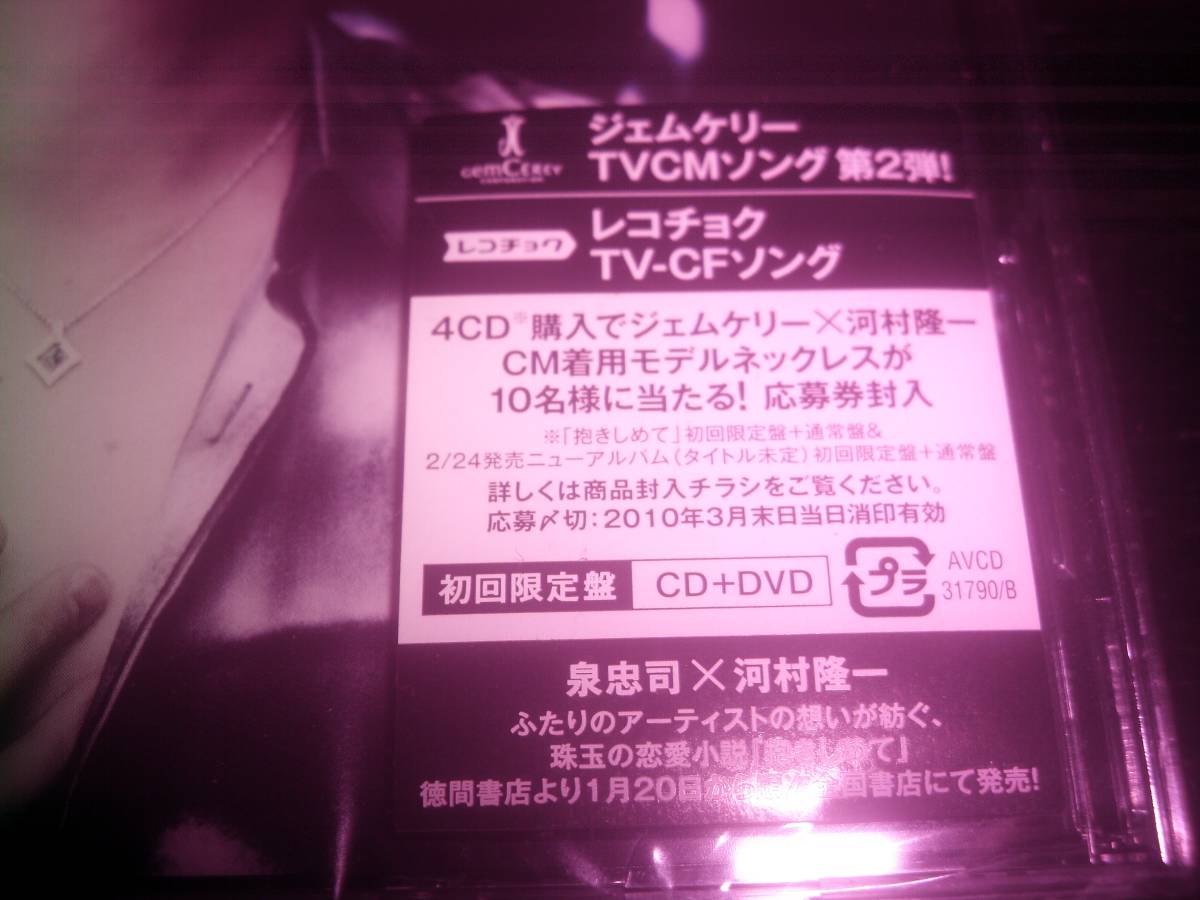 GEMCEREY
CORPORATION
ジェムケリー
TVCMソング 第2弾!
レコチョク
レコチョク
TV-CFソング
4CD※購入でジェムケリー×河村隆一
CM着用モデルネックレスが
10名様に当たる! 応募券封入
※「抱きしめて」初回限定盤+通常盤&
2/24発売ニューアルバム(タイトル未定)初回限定盤+通常盤
詳しくは商品封入チラシをご覧ください。
応募〆切:2010年3月末日当日消印有効
初回限定盤 CD+DVD
プラ
AVCD
31790/B
泉忠司×河村隆一
ふたりのアーティストの想いが紡ぐ、
珠玉の恋愛小説「抱きしめて」
徳間書店より1月20日から 全国書店にて発売!